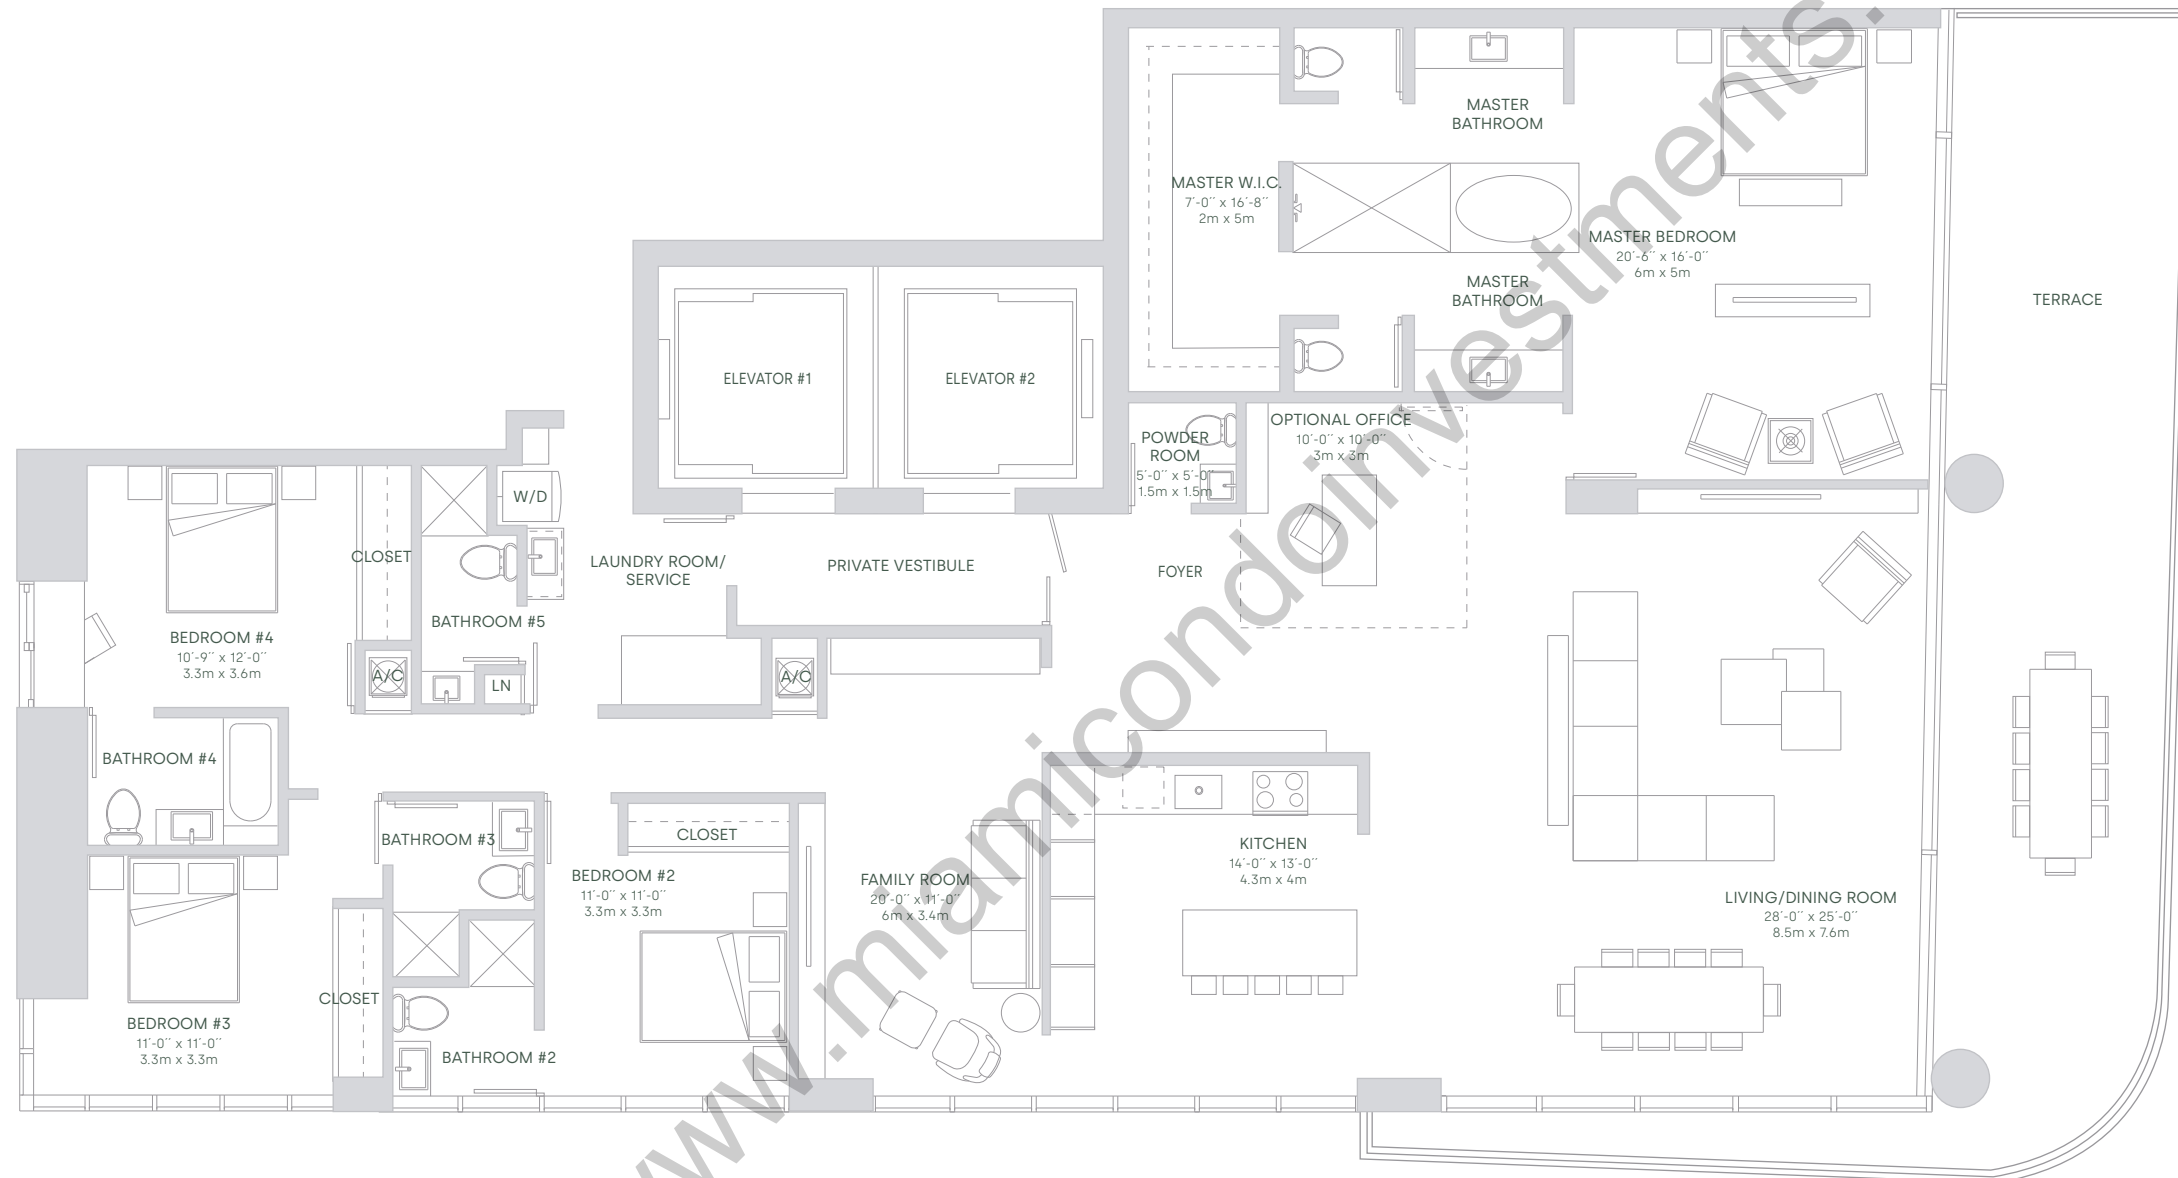 MASTER
BATHROOM
MASTER W.I.C.
7´-0´´ x 16´-8´´
2m x 5m
MASTER BEDROOM
20´-6´´ x 16´-0´´
6m x 5m
MASTER
BATHROOM
TERRACE
ELEVATOR #1
ELEVATOR #2
OPTIONAL OFFICE
10´-0´´ x 10´-0´´
3m x 3m
POWDER
ROOM
5´-0´´ x 5´-0´´
1.5m x 1.5m
W/D
CLOSET
LAUNDRY ROOM/
SERVICE
PRIVATE VESTIBULE
FOYER
BATHROOM #5
BEDROOM #4
10´-9´´ x 12´-0´´
3.3m x 3.6m
A/C
LN
A/C
BATHROOM #4
BATHROOM #3
CLOSET
KITCHEN
14´-0´´ x 13´-0´´
4.3m x 4m
BEDROOM #2
11´-0´´ x 11´-0´´
3.3m x 3.3m
FAMILY ROOM
20´-0´´ x 11´-0´´
6m x 3.4m
LIVING/DINING ROOM
28´-0´´ x 25´-0´´
8.5m x 7.6m
CLOSET
BEDROOM #3
11´-0´´ x 11´-0´´
3.3m x 3.3m
BATHROOM #2
www.miamicondoinvestments.